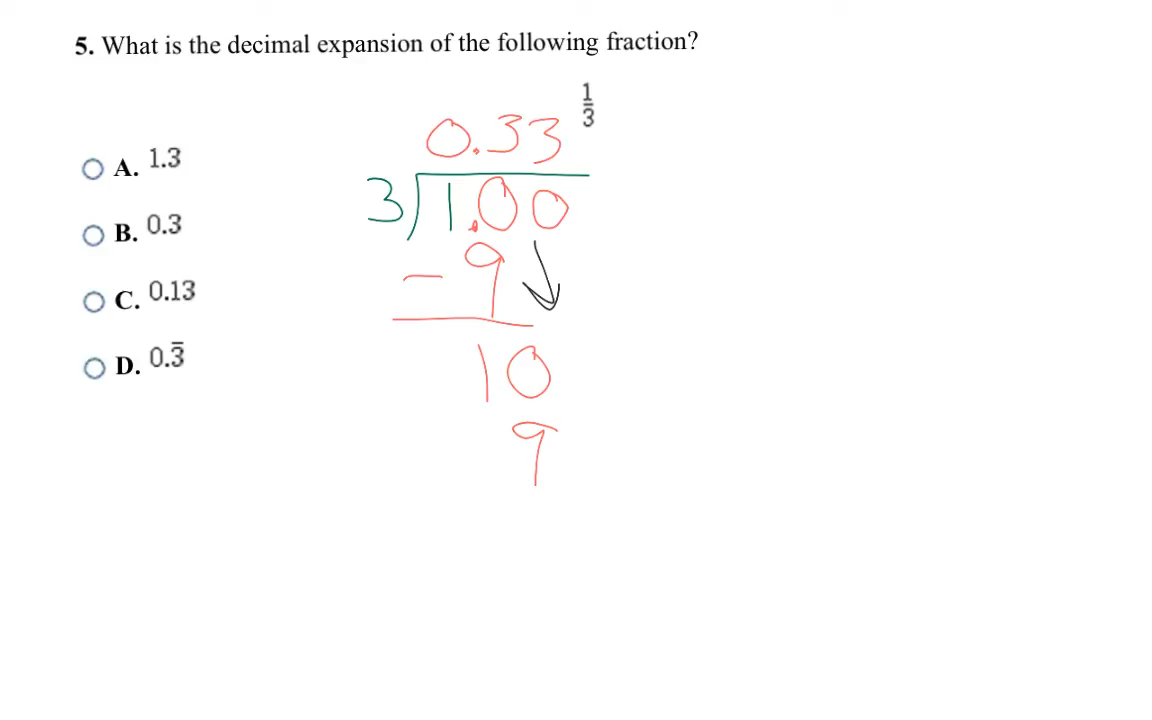 5. What is the decimal expansion of the following fraction?
1/3
0.33
3 1.00
A. 1.3
- 9
B. 0.3
C. 0.13
10
D. 0.3̄
9